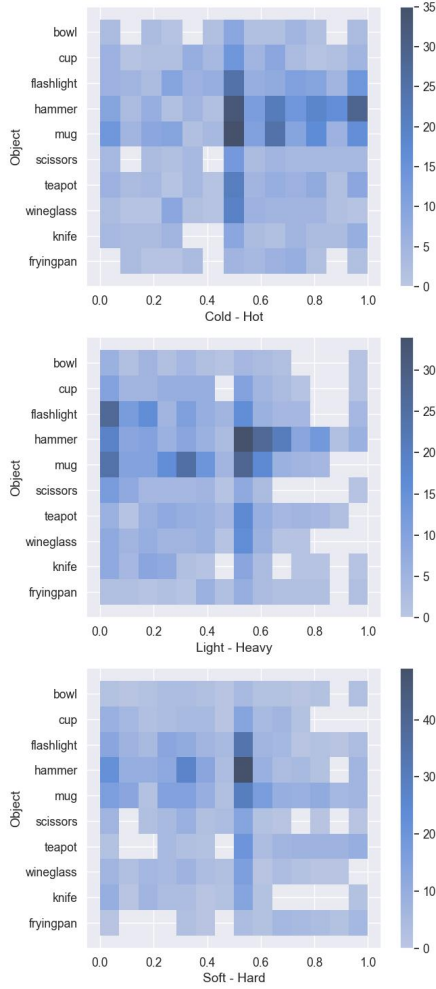 Object
bowl
cup
flashlight
hammer
mug
scissors
teapot
wineglass
knife
fryingpan
0.0 0.2 0.4 0.6 0.8 1.0
Cold - Hot
35
30
25
20
15
10
5
0
Object
bowl
cup
flashlight
hammer
mug
scissors
teapot
wineglass
knife
fryingpan
0.0 0.2 0.4 0.6 0.8 1.0
Light - Heavy
30
25
20
15
10
5
0
Object
bowl
cup
flashlight
hammer
mug
scissors
teapot
wineglass
knife
fryingpan
0.0 0.2 0.4 0.6 0.8 1.0
Soft - Hard
40
30
20
10
0